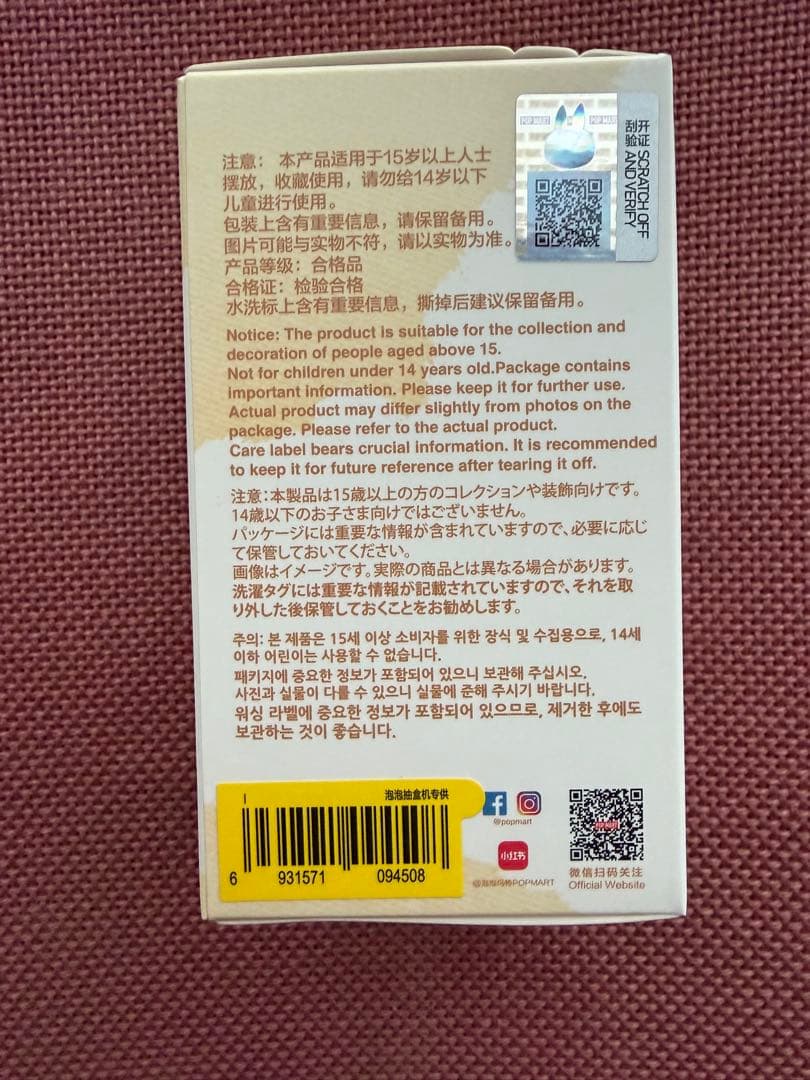 POP MART
POP MAR
刮开
验证
SCRATCH OFF
AND VERIFY
注意： 本产品适用于15岁以上人士
摆放，收藏使用，请勿给14岁以下
儿童进行使用。
包装上含有重要信息，请保留备用。
图片可能与实物不符，请以实物为准。
产品等级：合格品
合格证：检验合格
水洗标上含有重要信息，撕掉后建议保留备用。
Notice: The product is suitable for the collection and
decoration of people aged above 15.
Not for children under 14 years old.Package contains
important information. Please keep it for further use.
Actual product may differ slightly from photos on the
package. Please refer to the actual product.
Care label bears crucial information. It is recommended
to keep it for future reference after tearing it off.
注意：本製品は15歳以上の方のコレクションや装飾向けです。
14歳以下のお子さま向けではございません。
パッケージには重要な情報が含まれていますので、必要に応じ
て保管しておいてください。
画像はイメージです。実際の商品とは異なる場合があります。
洗濯タグには重要な情報が記載されていますので、それを取
り外した後保管しておくことをお勧めします。
주의: 본 제품은 15세 이상 소비자를 위한 장식 및 수집용으로, 14세
이하 어린이는 사용할 수 없습니다.
패키지에 중요한 정보가 포함되어 있으니 보관해 주십시오.
사진과 실물이 다를 수 있으니 실물에 준해 주시기 바랍니다.
워싱 라벨에 중요한 정보가 포함되어 있으므로, 제거한 후에도
보관하는 것이 좋습니다.
泡泡抽盒机专供
6 931571 094508
@popmart
小红书
@泡泡玛特POPMART
POP MART
微信扫码关注
Official Website